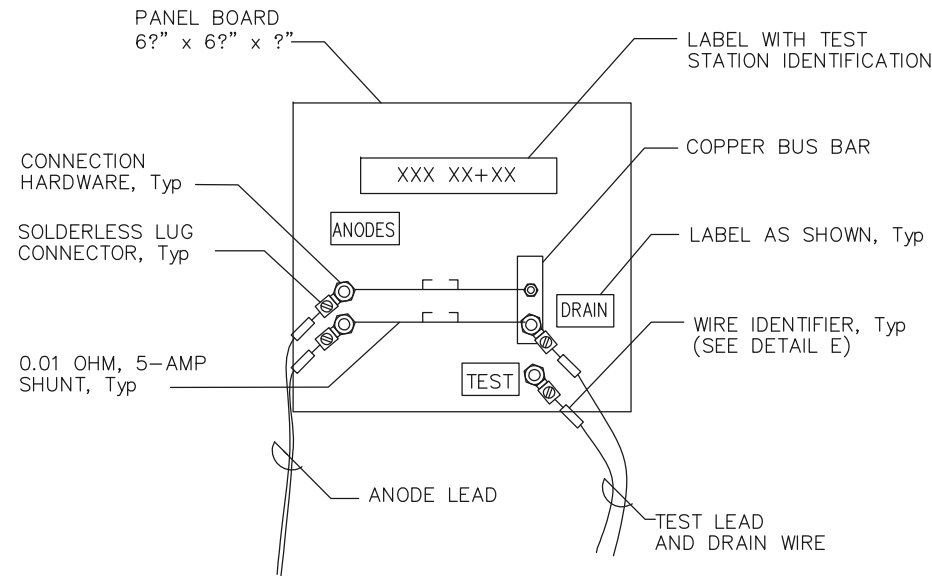 PANEL BOARD
6?" x 6?" x ?"
LABEL WITH TEST
STATION IDENTIFICATION
COPPER BUS BAR
CONNECTION
HARDWARE, Typ
XXX XX+XX
SOLDERLESS LUG
CONNECTOR, Typ
ANODES
LABEL AS SHOWN, Typ
DRAIN
WIRE IDENTIFIER, Typ
(SEE DETAIL E)
0.01 OHM, 5-AMP
SHUNT, Typ
TEST
ANODE LEAD
TEST LEAD
AND DRAIN WIRE